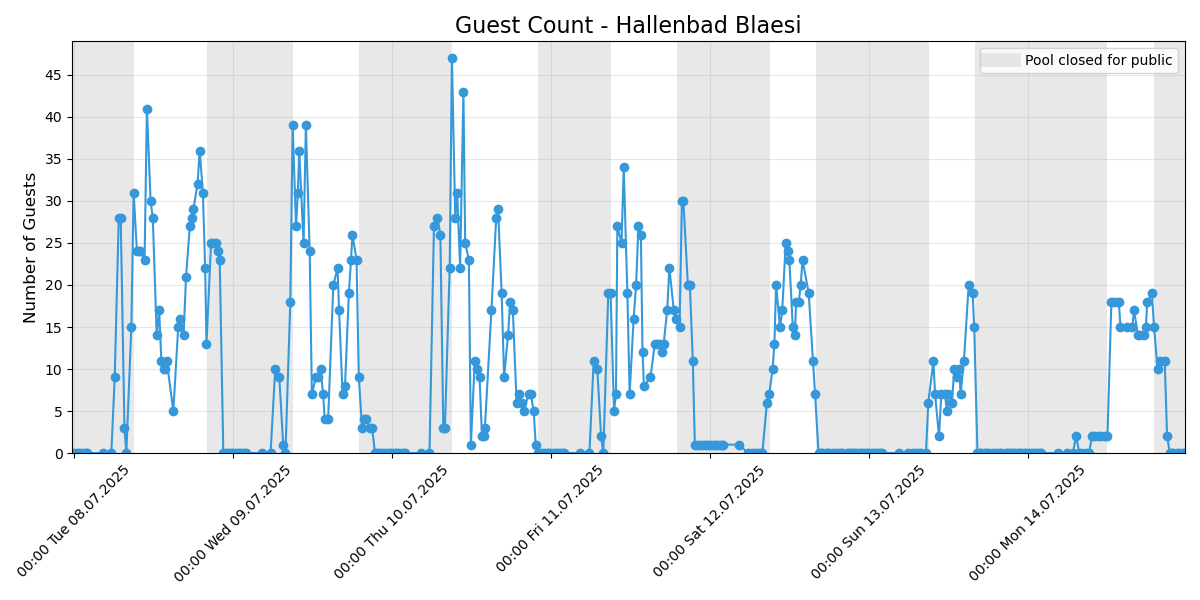 Guest Count - Hallenbad Blaesi
Pool closed for public
Number of Guests
45
40
35
30
25
20
15
10
5
0
00:00 Tue 08.07.2025
00:00 Wed 09.07.2025
00:00 Thu 10.07.2025
00:00 Fri 11.07.2025
00:00 Sat 12.07.2025
00:00 Sun 13.07.2025
00:00 Mon 14.07.2025